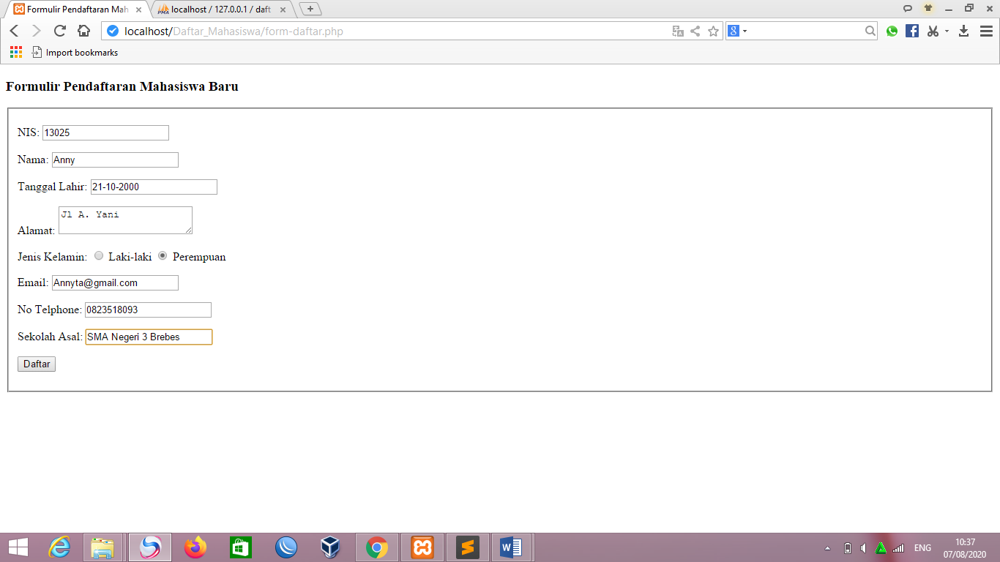 Formulir Pendaftaran Mah
localhost / 127.0.0.1 / daft
localhost/Daftar_Mahasiswa/form-daftar.php
Import bookmarks
Formulir Pendaftaran Mahasiswa Baru
NIS: 13025
Nama: Anny
Tanggal Lahir: 21-10-2000
Alamat: Jl A. Yani
Jenis Kelamin: Laki-laki Perempuan
Email: Annyta@gmail.com
No Telphone: 0823518093
Sekolah Asal: SMA Negeri 3 Brebes
Daftar
ENG
10:37
07/08/2020